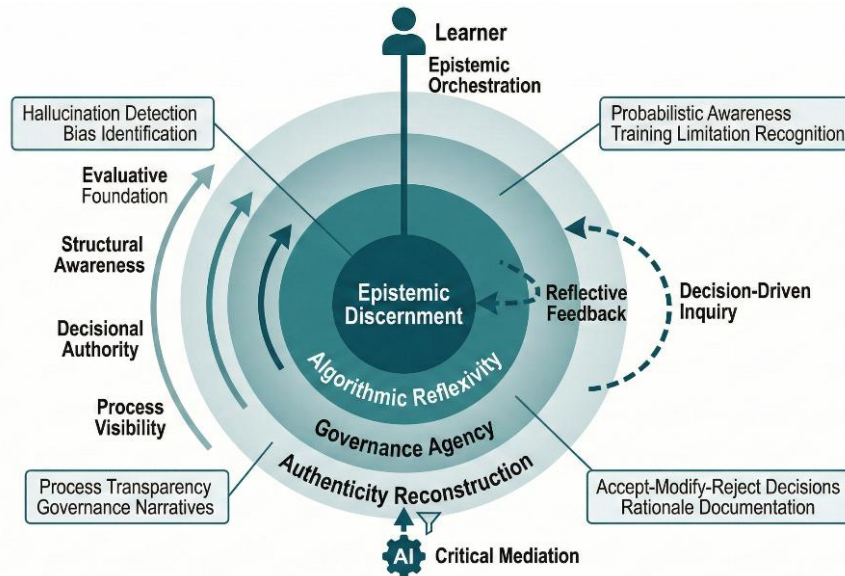 Learner
Epistemic
Orchestration
Hallucination Detection
Bias Identification
Probabilistic Awareness
Training Limitation Recognition
Evaluative
Foundation
Structural
Awareness
Decisional
Authority
Process
Visibility
Epistemic
Discernment
Reflective
Feedback
Decision-Driven
Inquiry
Algorithmic Reflexivity
Governance Agency
Authenticity Reconstruction
Process Transparency
Governance Narratives
Accept-Modify-Reject Decisions
Rationale Documentation
AI
Critical Mediation